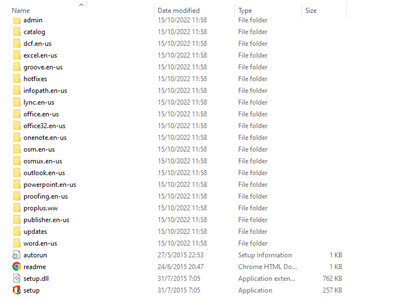 Name Date modified Type Size
admin 15/10/2022 11:58 File folder
catalog 15/10/2022 11:58 File folder
dcf.en-us 15/10/2022 11:58 File folder
excel.en-us 15/10/2022 11:58 File folder
groove.en-us 15/10/2022 11:58 File folder
hotfixes 15/10/2022 11:58 File folder
infopath.en-us 15/10/2022 11:58 File folder
lync.en-us 15/10/2022 11:58 File folder
office.en-us 15/10/2022 11:58 File folder
office32.en-us 15/10/2022 11:58 File folder
onenote.en-us 15/10/2022 11:58 File folder
osm.en-us 15/10/2022 11:58 File folder
osmux.en-us 15/10/2022 11:58 File folder
outlook.en-us 15/10/2022 11:58 File folder
powerpoint.en-us 15/10/2022 11:58 File folder
proofing.en-us 15/10/2022 11:58 File folder
proplus.ww 15/10/2022 11:58 File folder
publisher.en-us 15/10/2022 11:58 File folder
updates 15/10/2022 11:58 File folder
word.en-us 15/10/2022 11:58 File folder
autorun 27/5/2015 22:53 Setup Information 1 KB
readme 24/6/2015 20:47 Chrome HTML Do... 1 KB
setup.dll 31/7/2015 7:05 Application exten... 762 KB
setup 31/7/2015 7:05 Application 257 KB